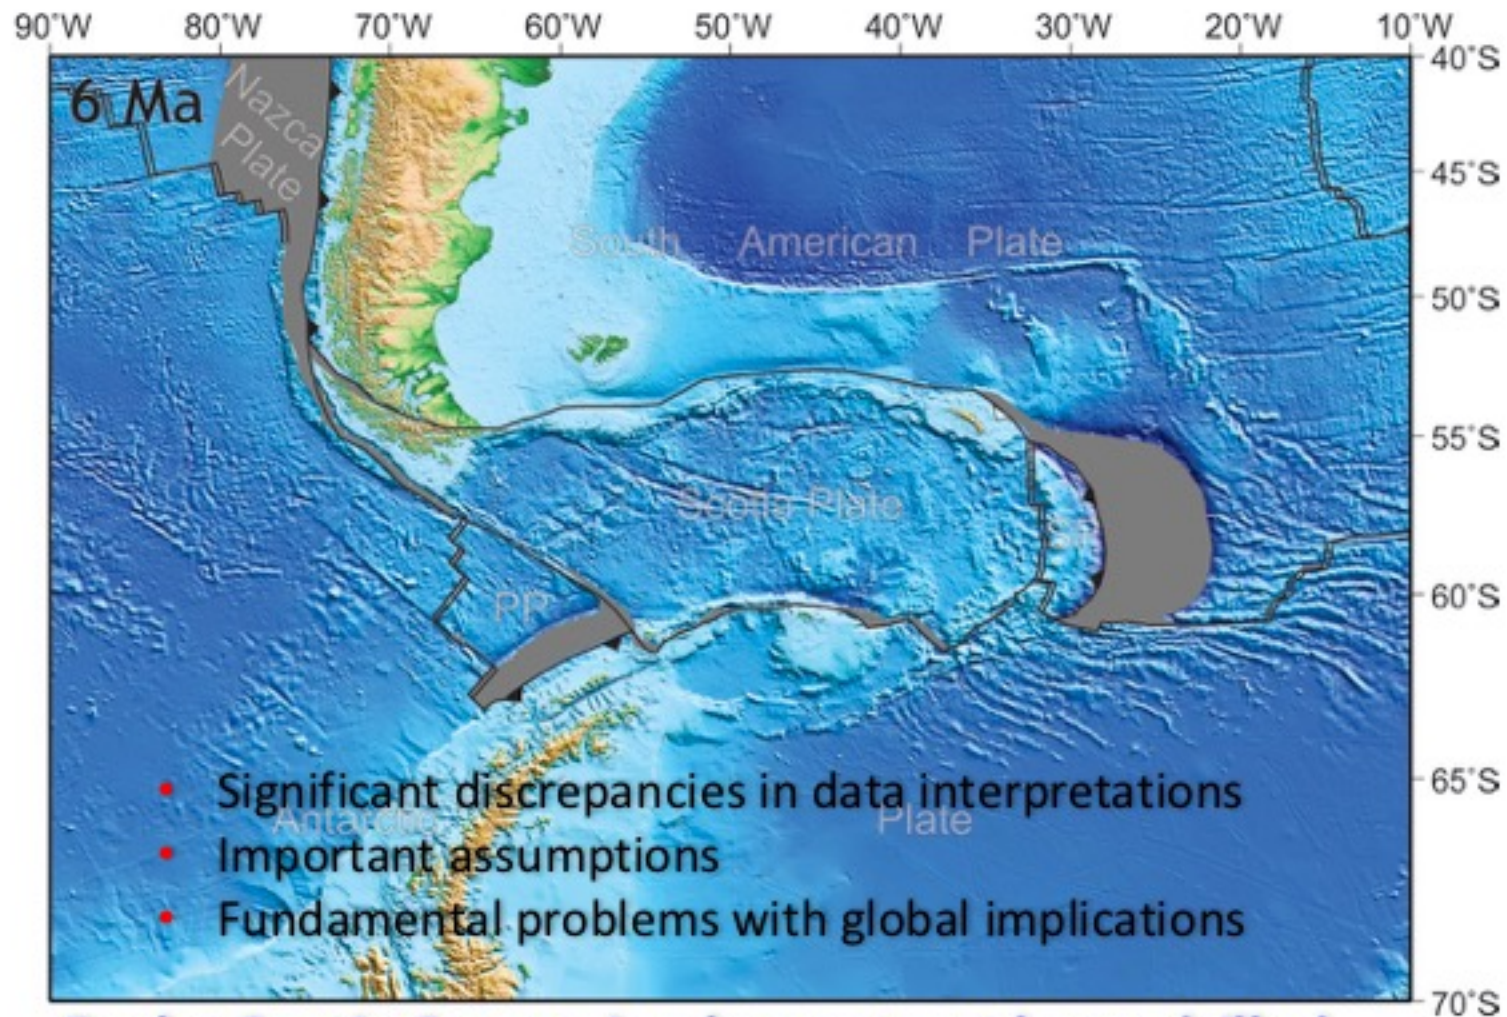 90°W 80°W 70°W 60°W 50°W 40°W 30°W 20°W 10°W
40°S
6 Ma
Nazca
Plate
45°S
South American Plate
50°S
55°S
Scotia Plate
60°S
65°S
• Significant discrepancies in data interpretations
Antarctic Plate
• Important assumptions
• Fundamental problems with global implications
70°S